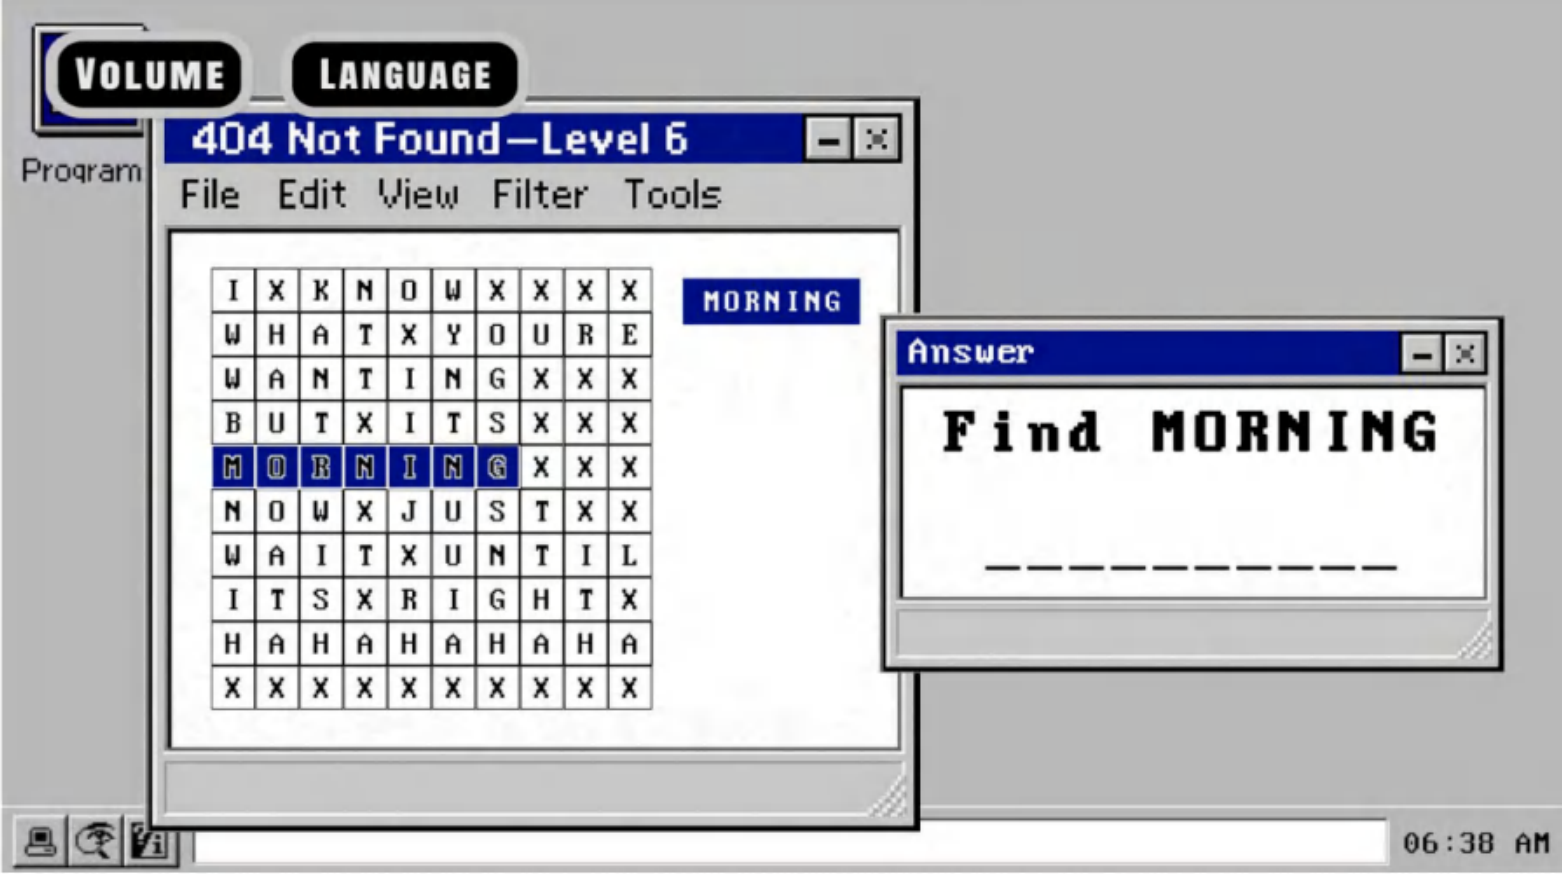 VOLUME
LANGUAGE
Program
404 Not Found—Level 6
File Edit View Filter Tools
I X K N O W X X X X
W H A T X Y O U R E
W A N T I N G X X X
B U T X I T S X X X
M O R N I N G X X X
N O W X J U S T X X
W A I T X U N T I L
I T S X R I G H T X
H A H A H A H A H A
X X X X X X X X X X
MORNING
Answer
Find MORNING
_ _ _ _ _ _ _ _ _ _
06:38 AM